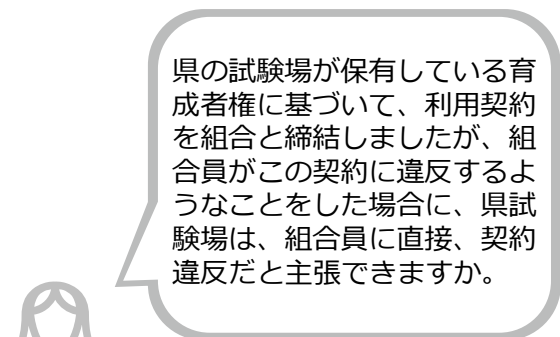 県の試験場が保有している育
成者権に基づいて、利用契約
を組合と締結しましたが、組
合員がこの契約に違反するよ
うなことをした場合に、県試
験場は、組合員に直接、契約
違反だと主張できますか。